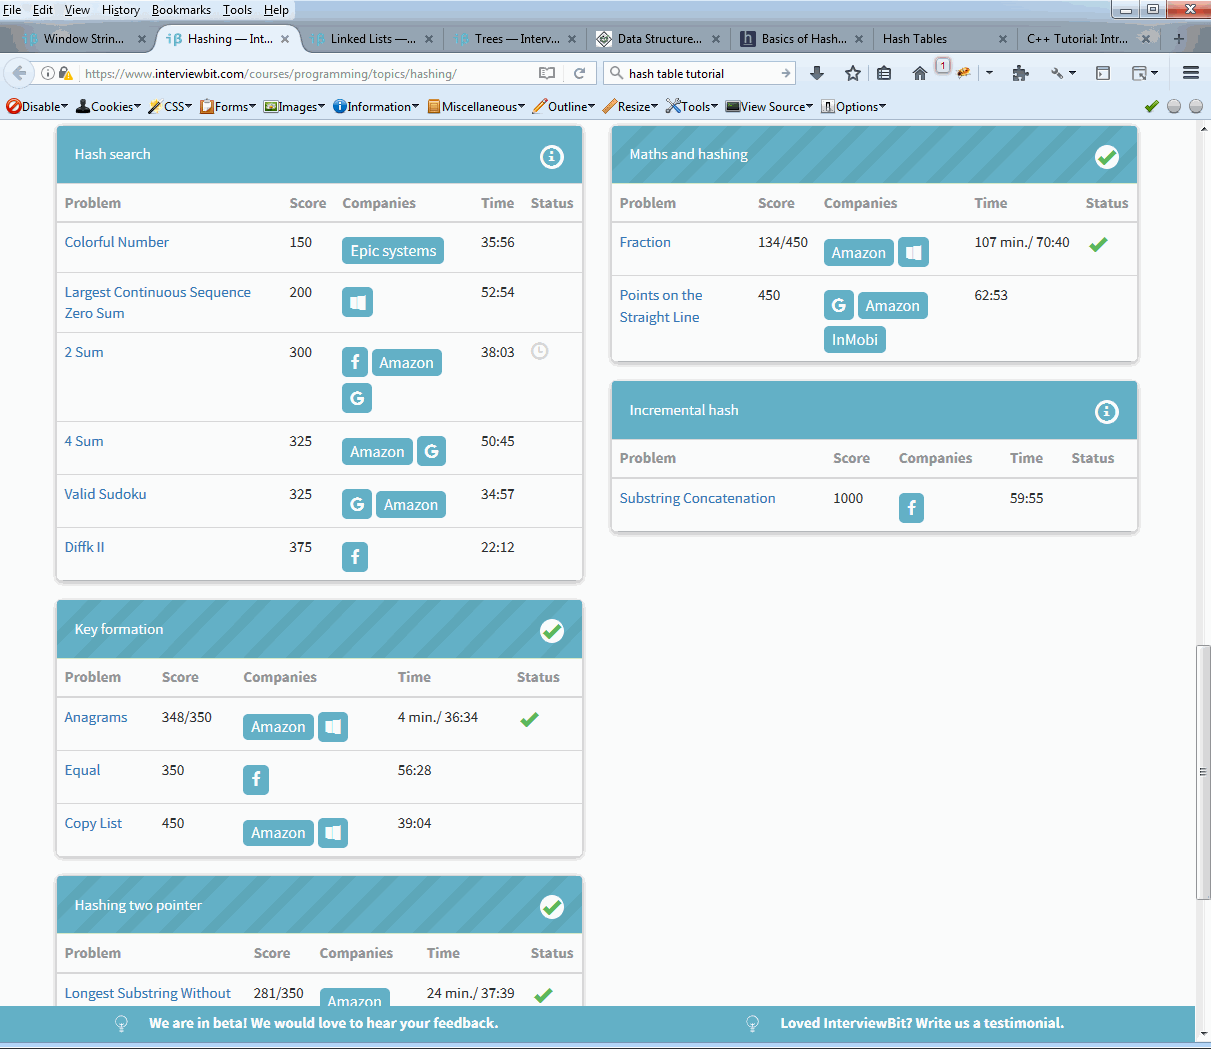 File Edit View History Bookmarks Tools Help
Window Strin... Hashing — Int... Linked Lists —... Trees — Interv... Data Structure... Basics of Hash... Hash Tables C++ Tutorial: Intr...
https://www.interviewbit.com/courses/programming/topics/hashing/ hash table tutorial 1
Disable Cookies CSS Forms Images Information Miscellaneous Outline Resize Tools View Source Options
Hash search
Problem Score Companies Time Status
Colorful Number 150 Epic systems 35:56
Largest Continuous Sequence 200 52:54
Zero Sum
2 Sum 300 f Amazon 38:03
G
4 Sum 325 Amazon G 50:45
Valid Sudoku 325 G Amazon 34:57
Diffk II 375 f 22:12
Key formation
Problem Score Companies Time Status
Anagrams 348/350 Amazon 4 min./ 36:34
Equal 350 f 56:28
Copy List 450 Amazon 39:04
Hashing two pointer
Problem Score Companies Time Status
Longest Substring Without 281/350 Amazon 24 min./ 37:39
Maths and hashing
Problem Score Companies Time Status
Fraction 134/450 Amazon 107 min./ 70:40
Points on the 450 G Amazon 62:53
Straight Line InMobi
Incremental hash
Problem Score Companies Time Status
Substring Concatenation 1000 f 59:55
We are in beta! We would love to hear your feedback. Loved InterviewBit? Write us a testimonial.